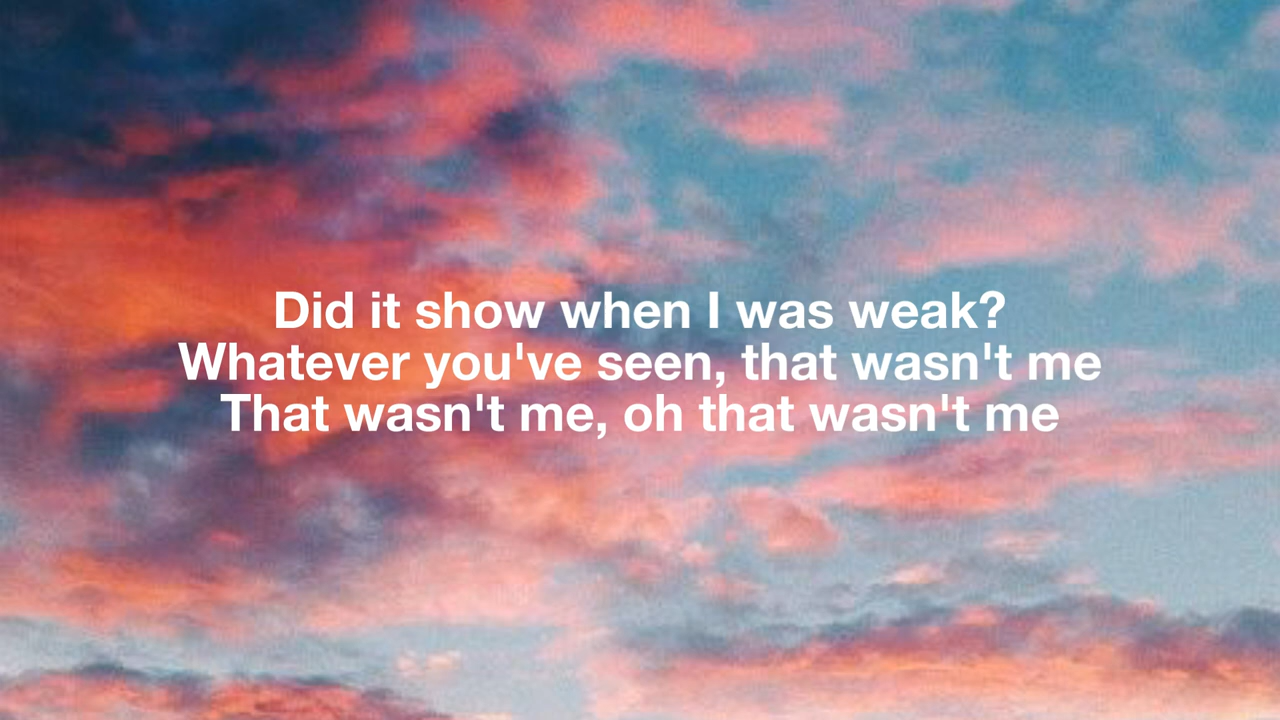 Did it show when I was weak?
Whatever you've seen, that wasn't me
That wasn't me, oh that wasn't me